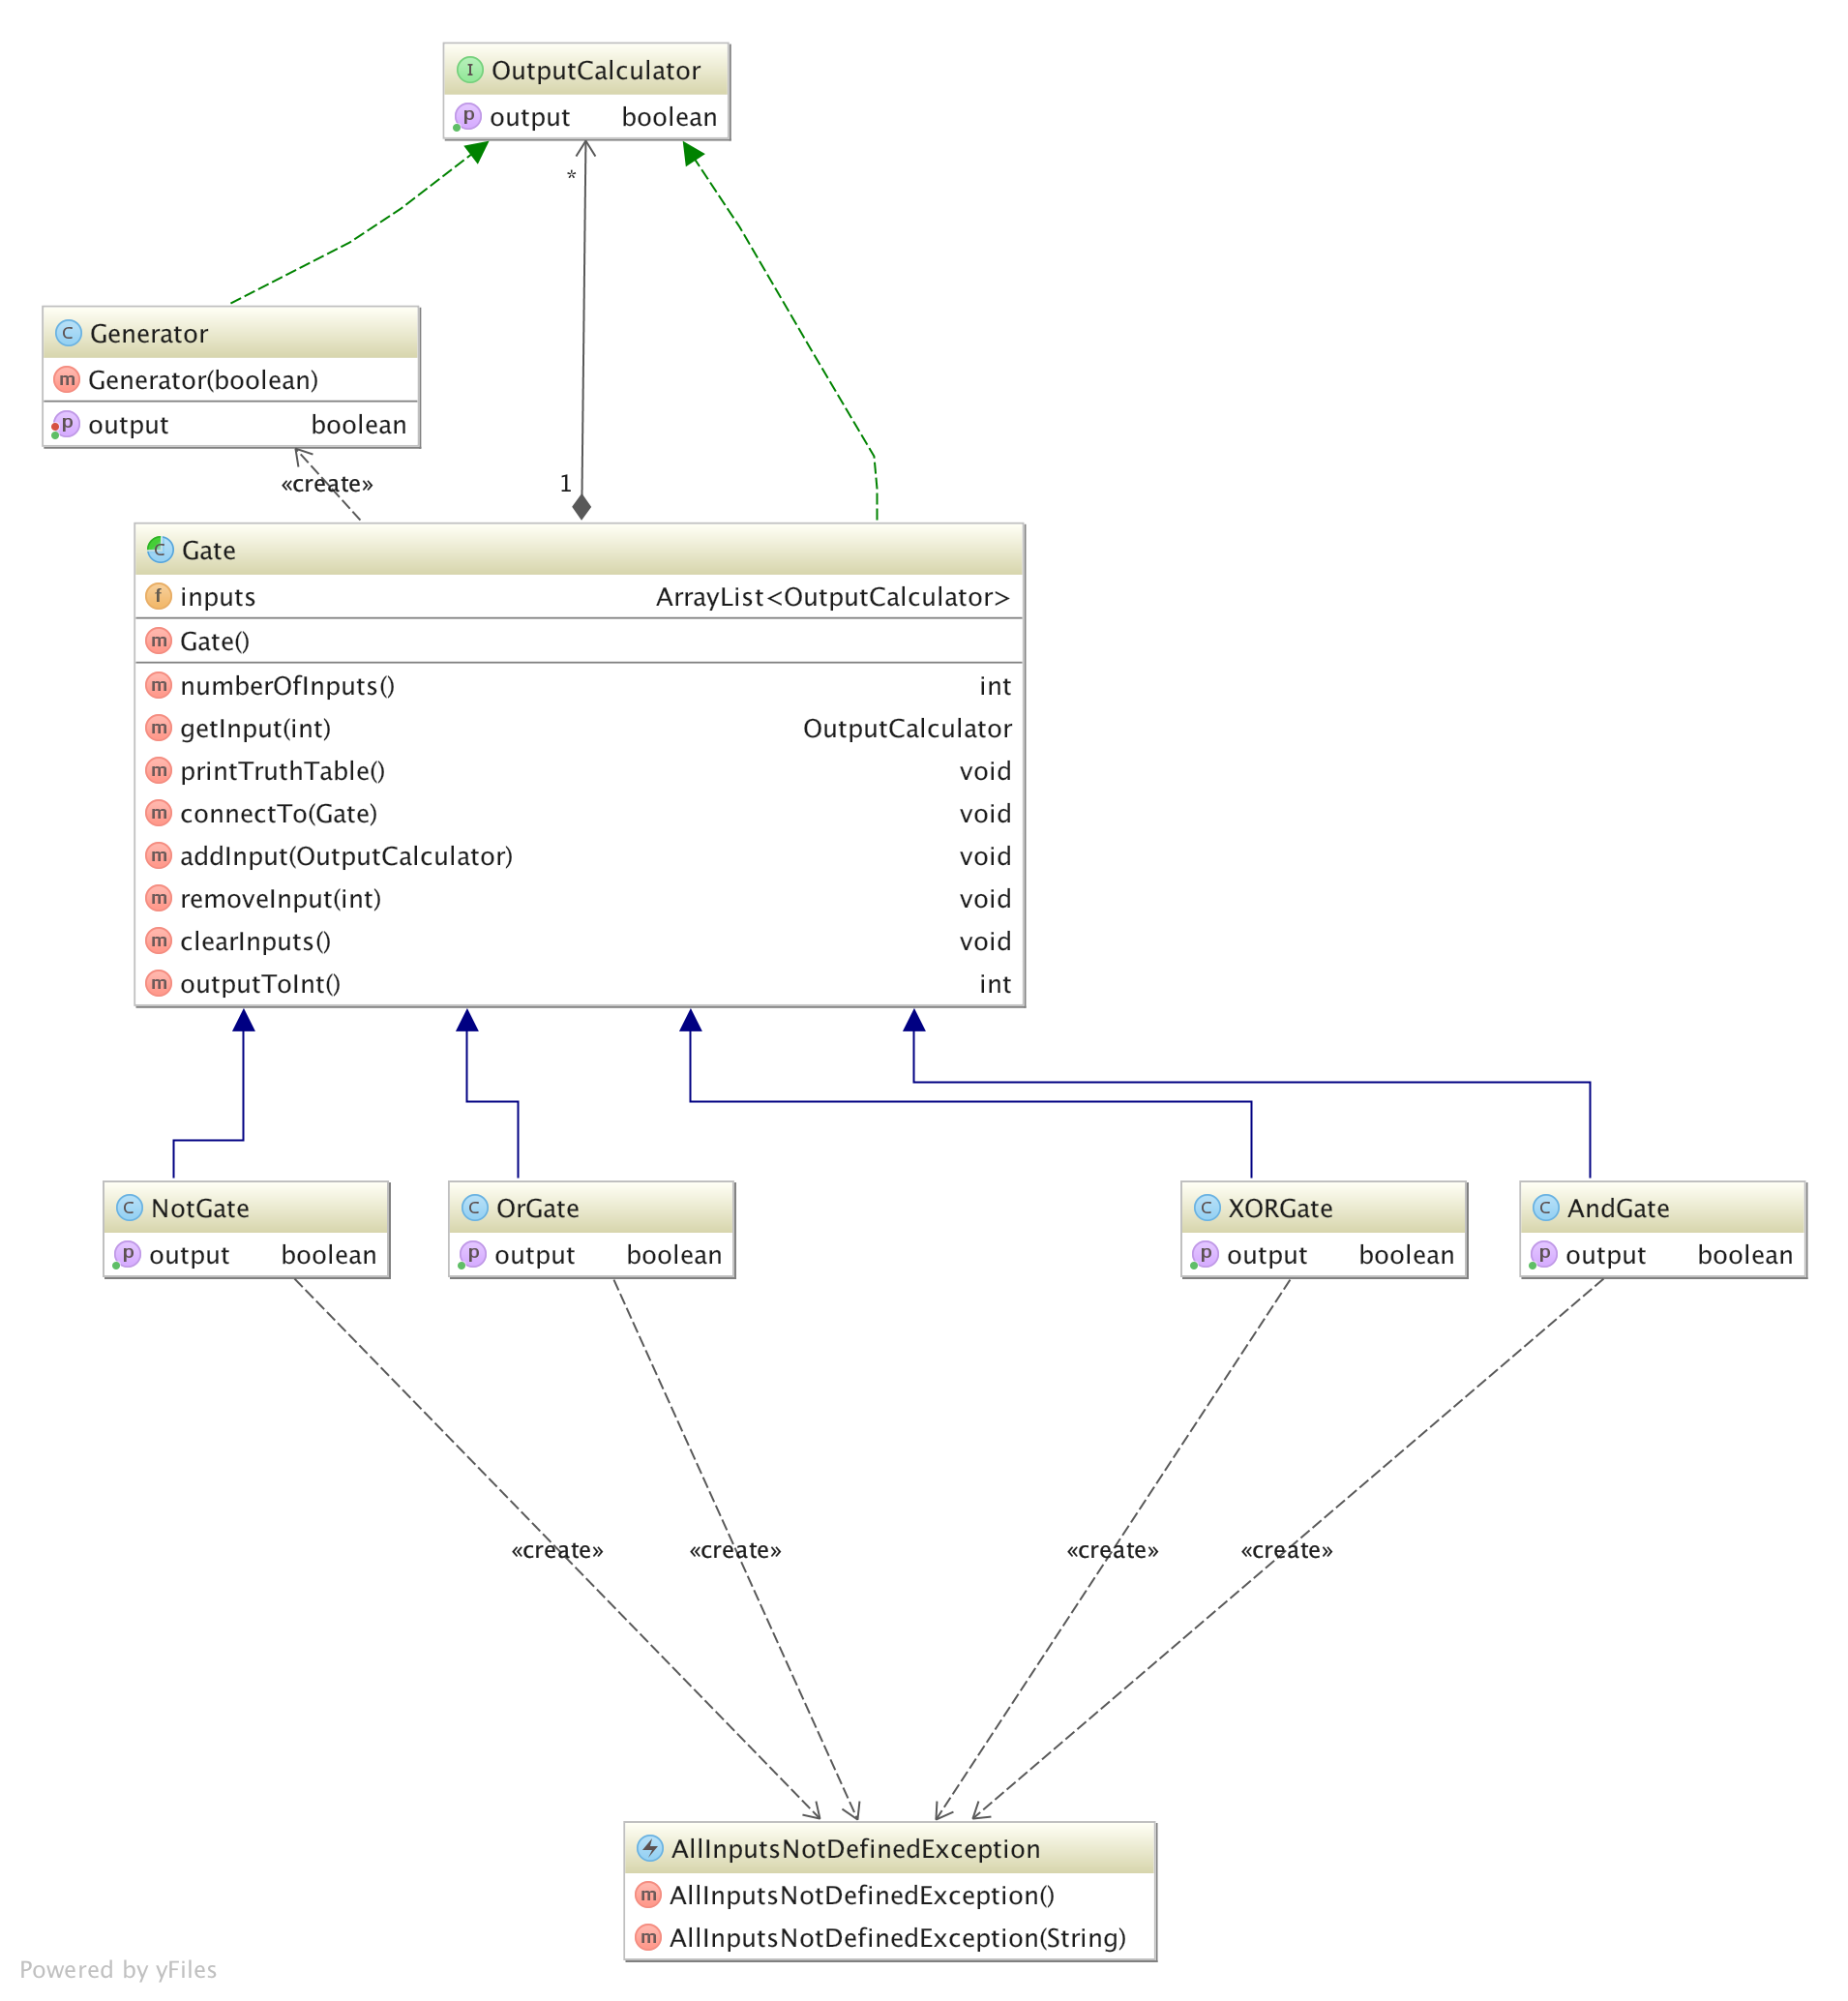 I OutputCalculator
p output boolean
*
C Generator
m Generator(boolean)
p output boolean
«create»
1
C Gate
f inputs ArrayList<OutputCalculator>
m Gate()
m numberOfInputs() int
m getInput(int) OutputCalculator
m printTruthTable() void
m connectTo(Gate) void
m addInput(OutputCalculator) void
m removeInput(int) void
m clearInputs() void
m outputToInt() int
C NotGate
p output boolean
C OrGate
p output boolean
C XORGate
p output boolean
C AndGate
p output boolean
«create» «create» «create» «create»
AllInputsNotDefinedException
m AllInputsNotDefinedException()
m AllInputsNotDefinedException(String)
Powered by yFiles